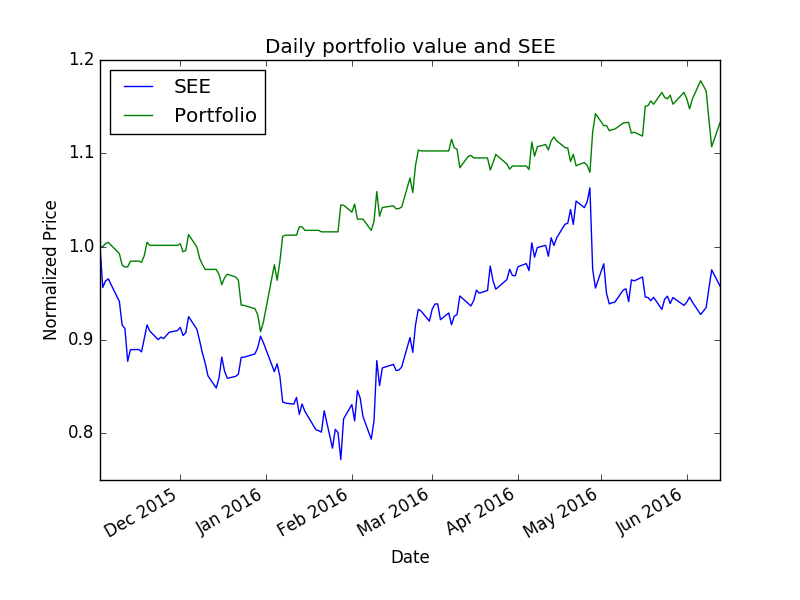 Daily portfolio value and SEE
SEE
Portfolio
1.2
1.1
1.0
0.9
0.8
Normalized Price
Dec 2015
Jan 2016
Feb 2016
Mar 2016
Apr 2016
May 2016
Jun 2016
Date